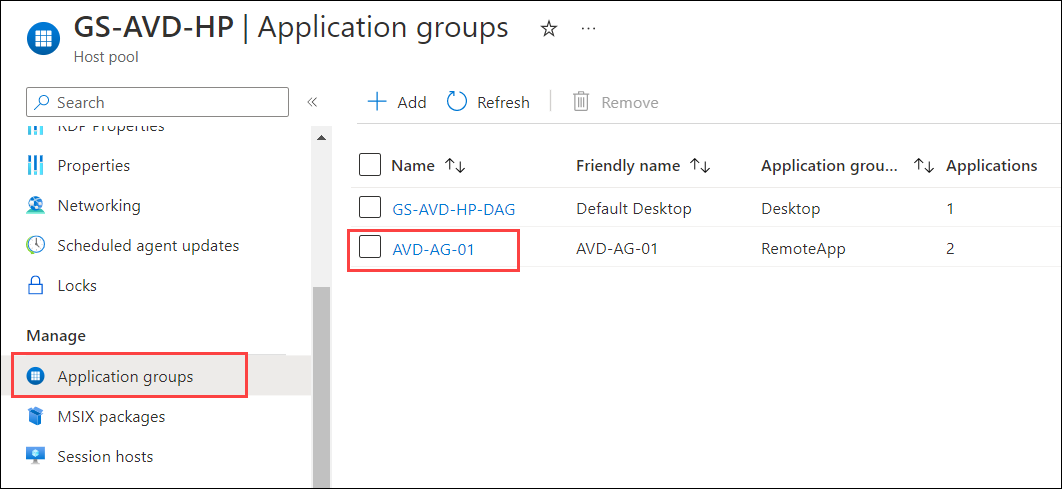 GS-AVD-HP | Application groups
Host pool
Search
Add
Refresh
Remove
RDP Properties
Properties
Networking
Scheduled agent updates
Locks
Manage
Application groups
MSIX packages
Session hosts
Name Friendly name Application grou... Applications
GS-AVD-HP-DAG Default Desktop Desktop 1
AVD-AG-01 AVD-AG-01 RemoteApp 2